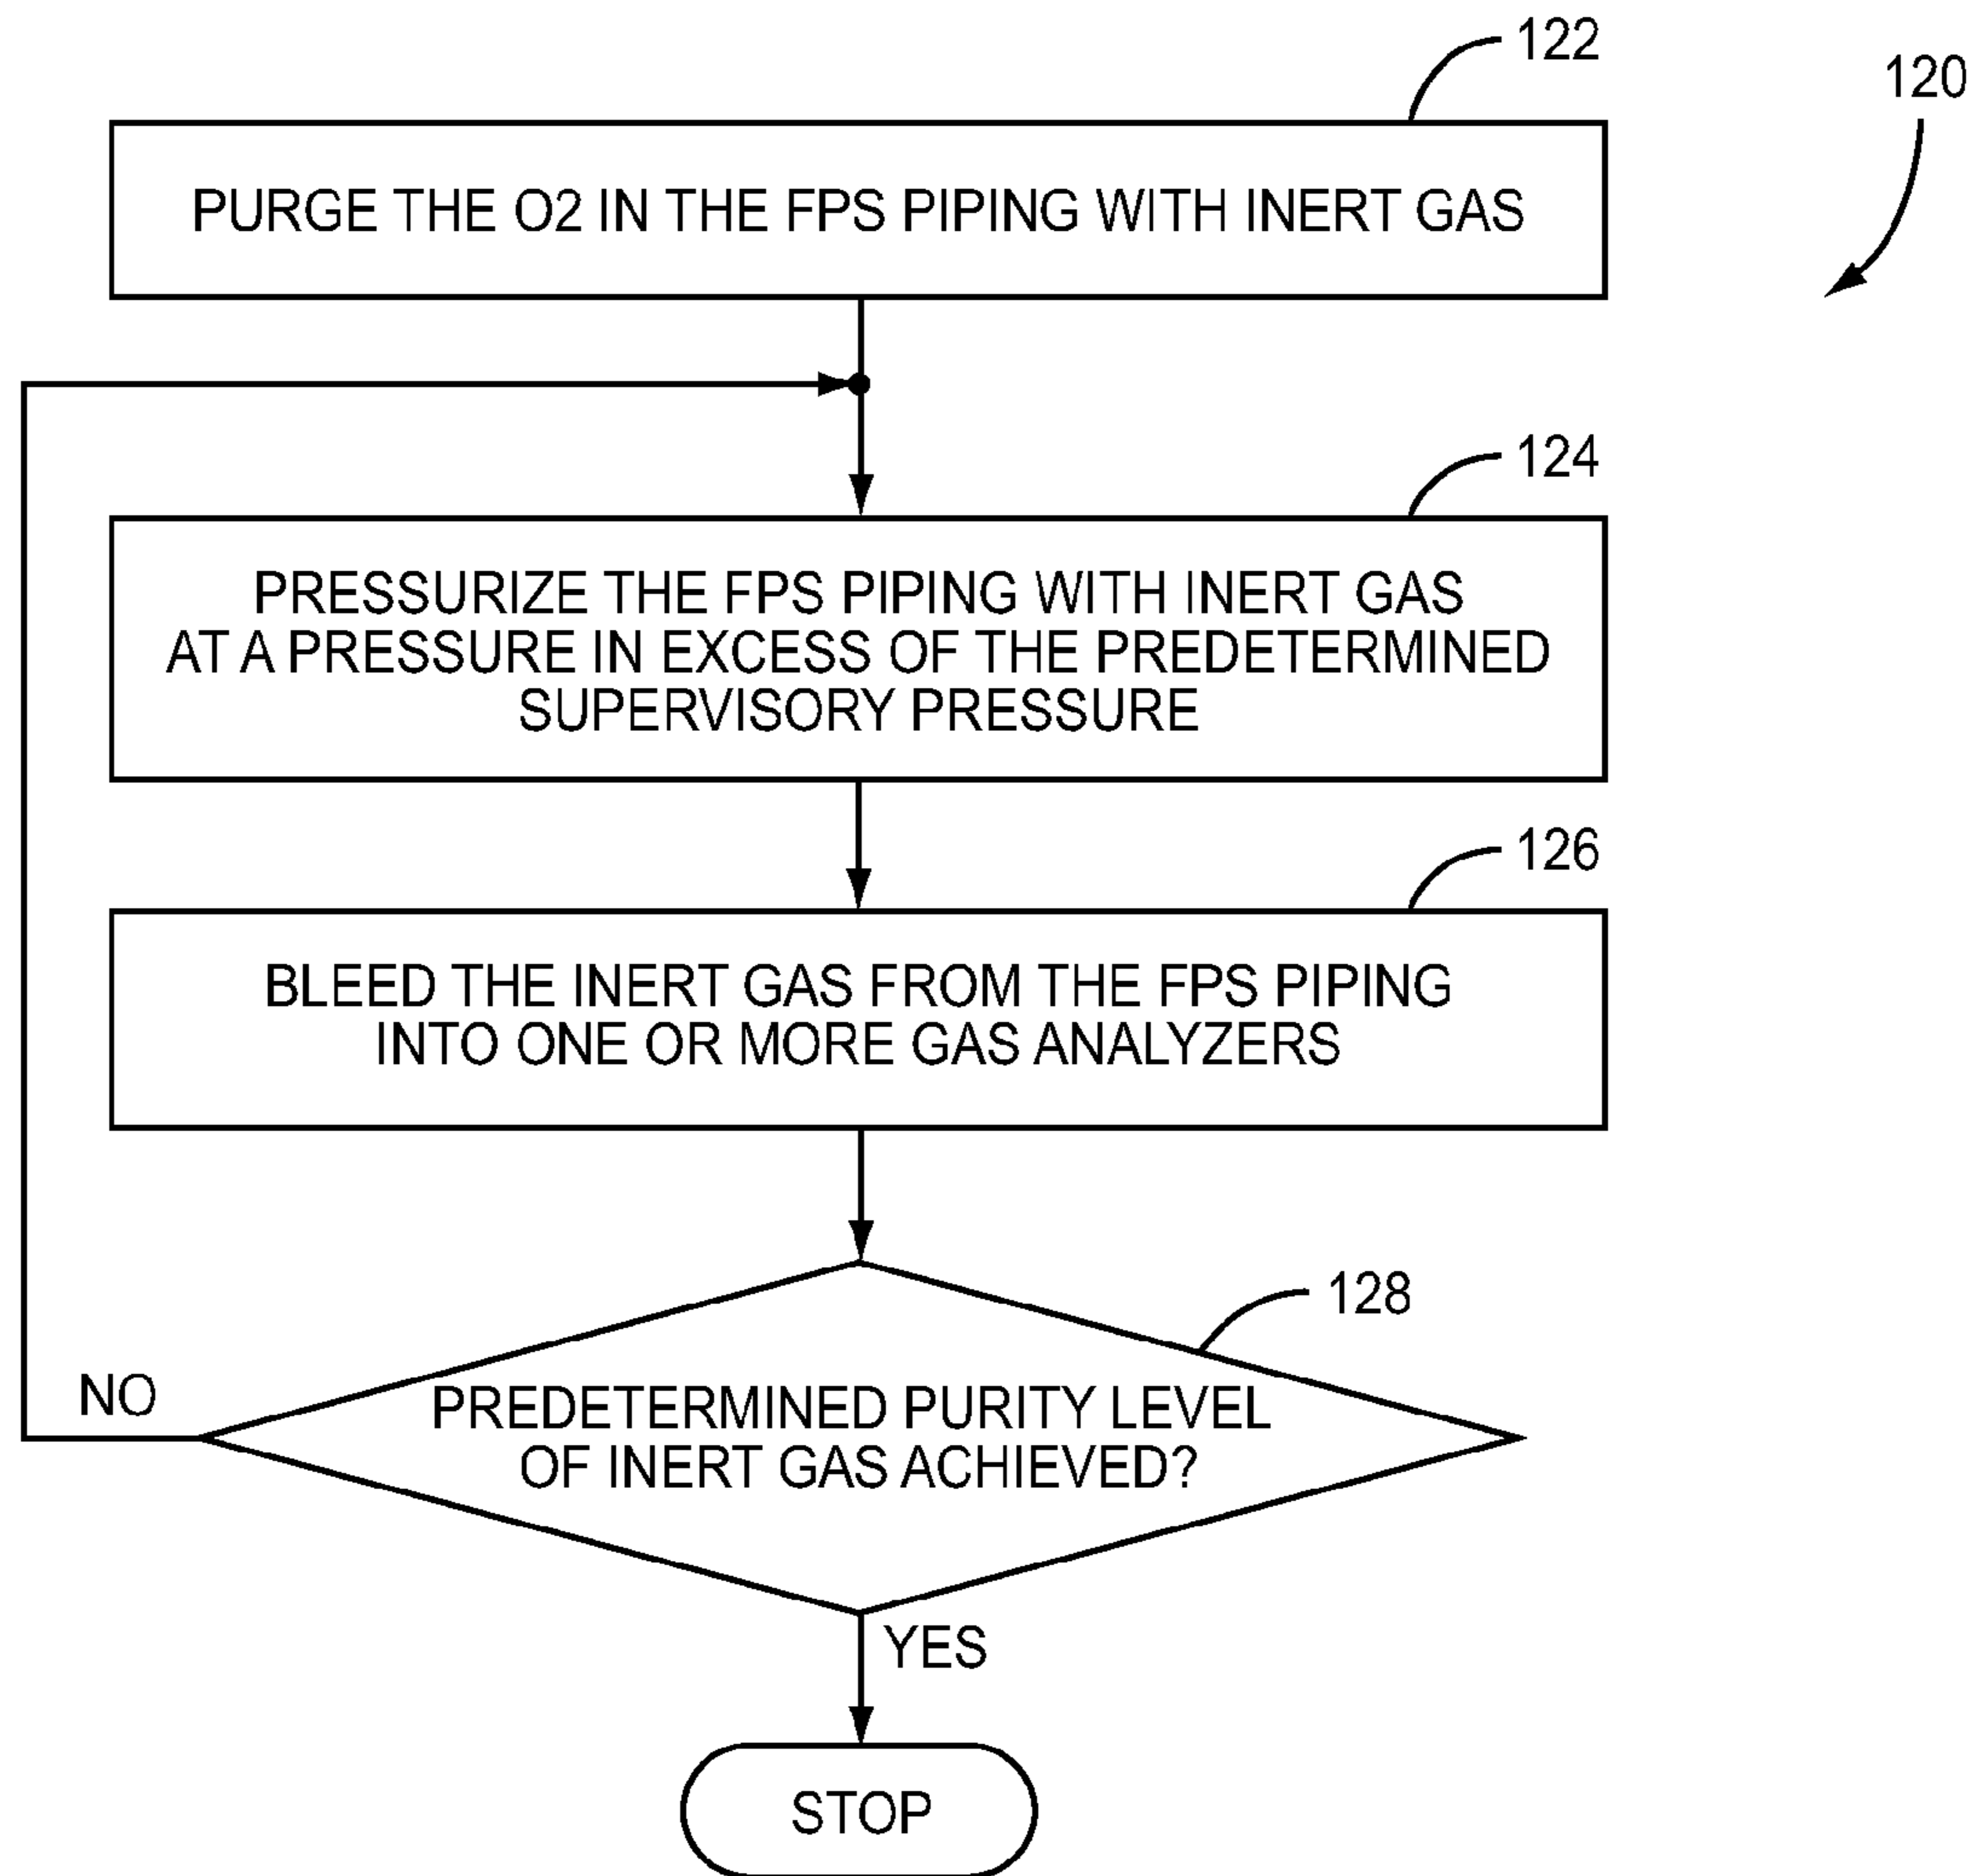 122
120
PURGE THE O2 IN THE FPS PIPING WITH INERT GAS
124
PRESSURIZE THE FPS PIPING WITH INERT GAS
AT A PRESSURE IN EXCESS OF THE PREDETERMINED
SUPERVISORY PRESSURE
126
BLEED THE INERT GAS FROM THE FPS PIPING
INTO ONE OR MORE GAS ANALYZERS
128
NO
PREDETERMINED PURITY LEVEL
OF INERT GAS ACHIEVED?
YES
STOP